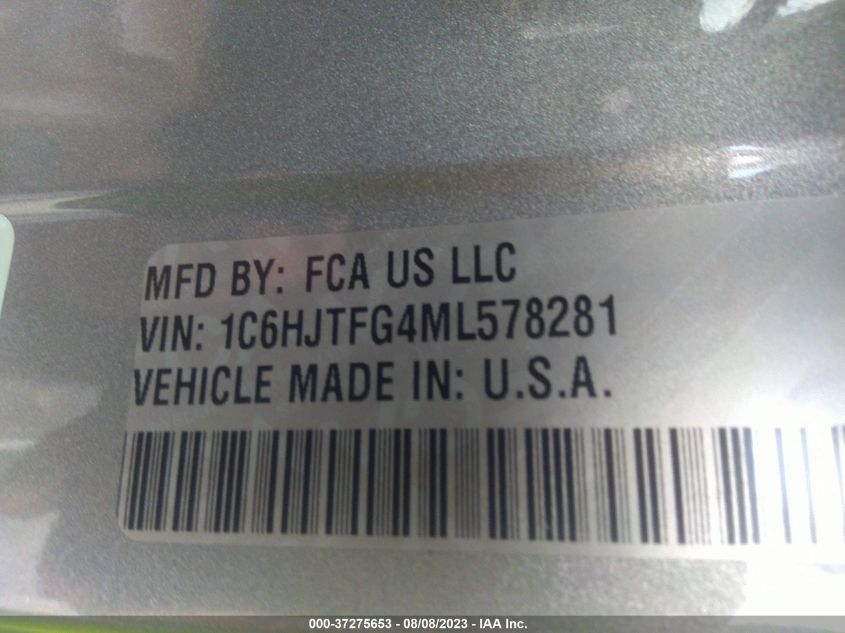 MFD BY: FCA US LLC
VIN: 1C6HJTFG4ML578281
VEHICLE MADE IN: U.S.A.
000-37275653 - 08/08/2023 - IAA Inc.